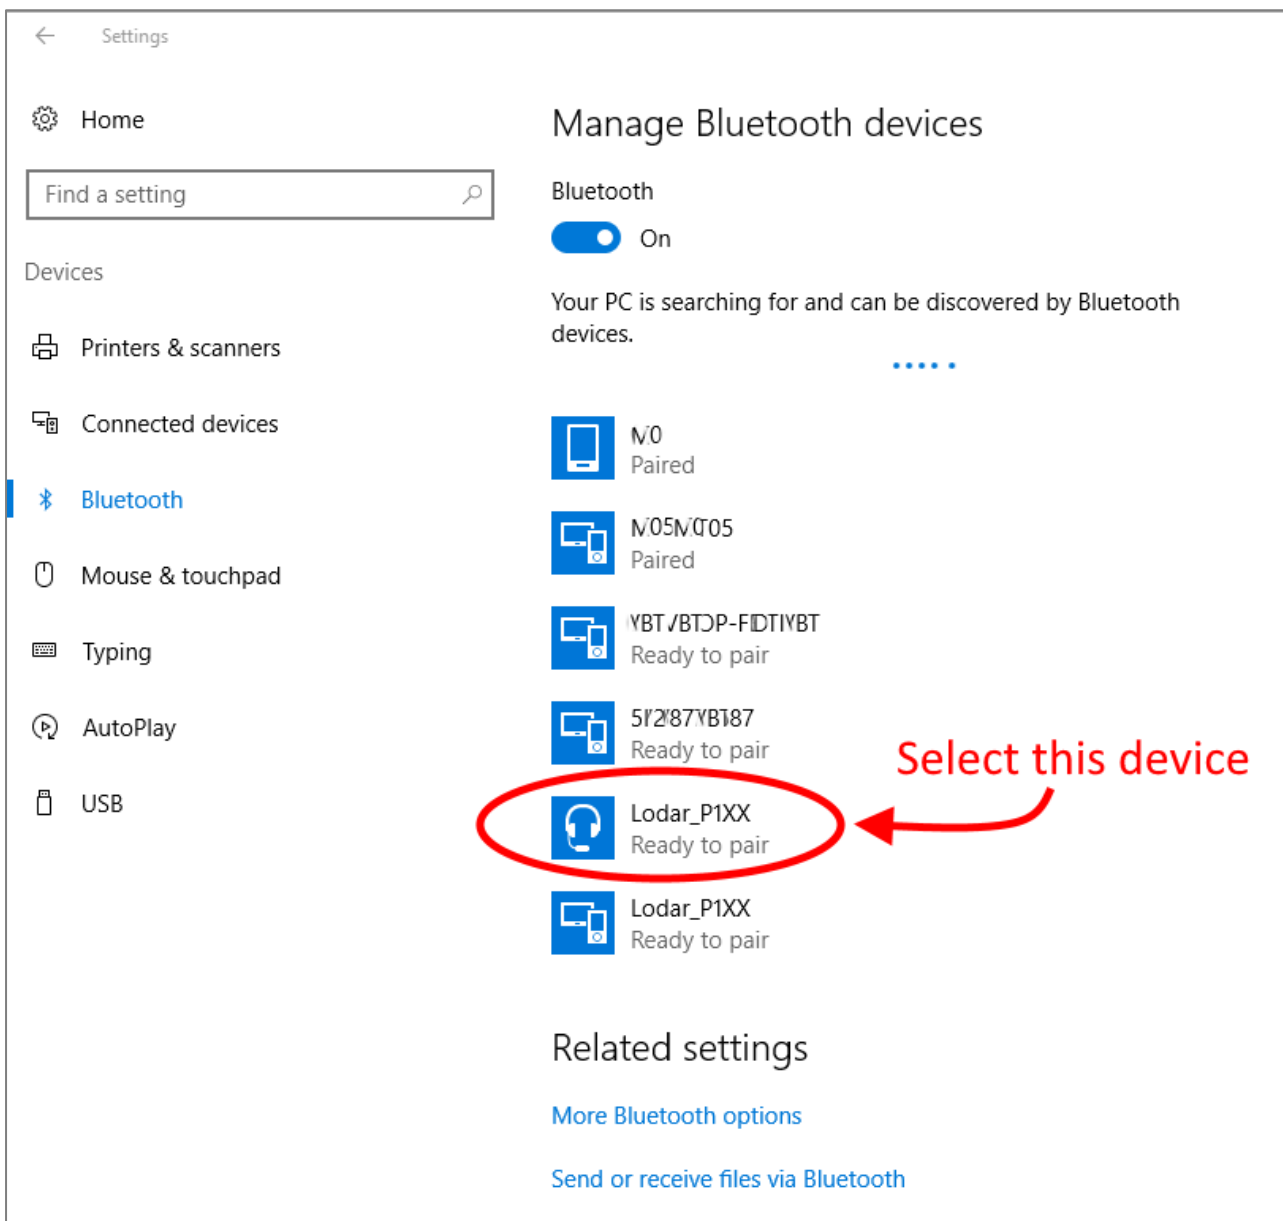 Settings
Home
Find a setting
Devices
Printers & scanners
Connected devices
Bluetooth
Mouse & touchpad
Typing
AutoPlay
USB
Manage Bluetooth devices
Bluetooth
On
Your PC is searching for and can be discovered by Bluetooth
devices.
Paired
Paired
Ready to pair
Ready to pair
Lodar_P1XX
Ready to pair
Select this device
Lodar_P1XX
Ready to pair
Related settings
More Bluetooth options
Send or receive files via Bluetooth